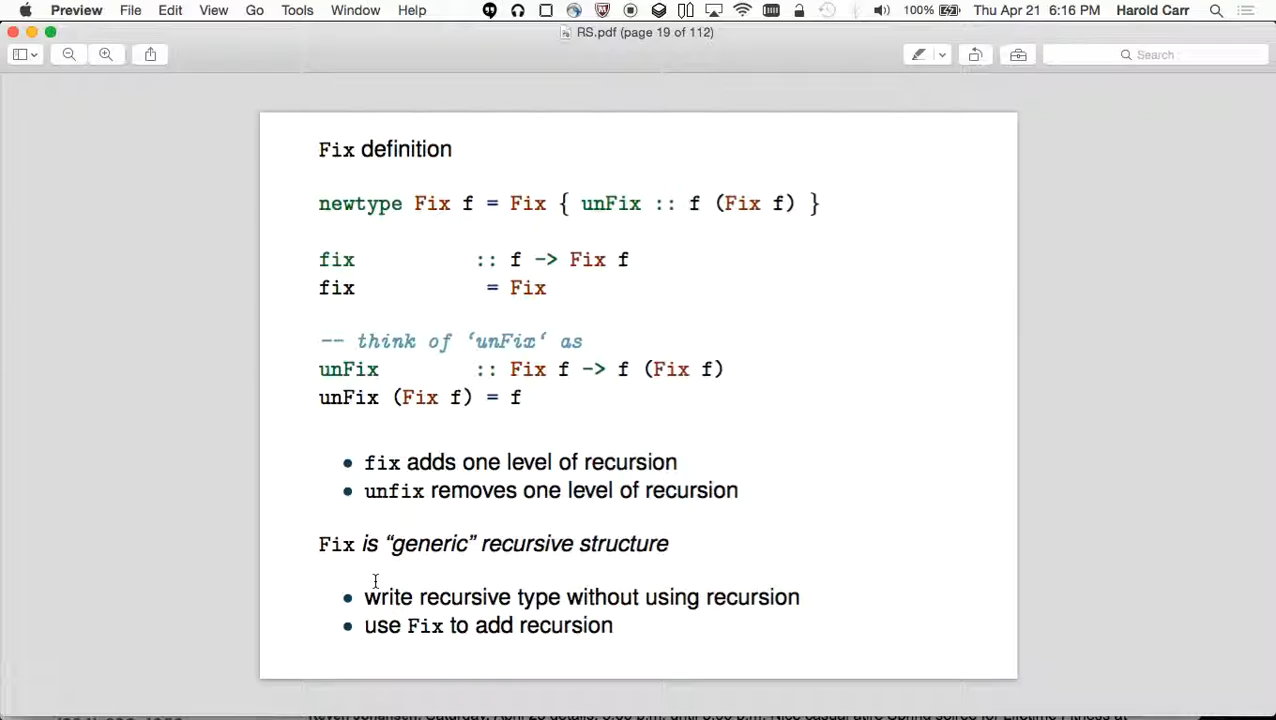 Preview File Edit View Go Tools Window Help 100% Thu Apr 21 6:16 PM Harold Carr
RS.pdf (page 19 of 112)
Search
Fix definition
newtype Fix f = Fix { unFix :: f (Fix f) }
fix :: f -> Fix f
fix = Fix
-- think of ‘unFix‘ as
unFix :: Fix f -> f (Fix f)
unFix (Fix f) = f
• fix adds one level of recursion
• unfix removes one level of recursion
Fix is “generic” recursive structure
• write recursive type without using recursion
• use Fix to add recursion